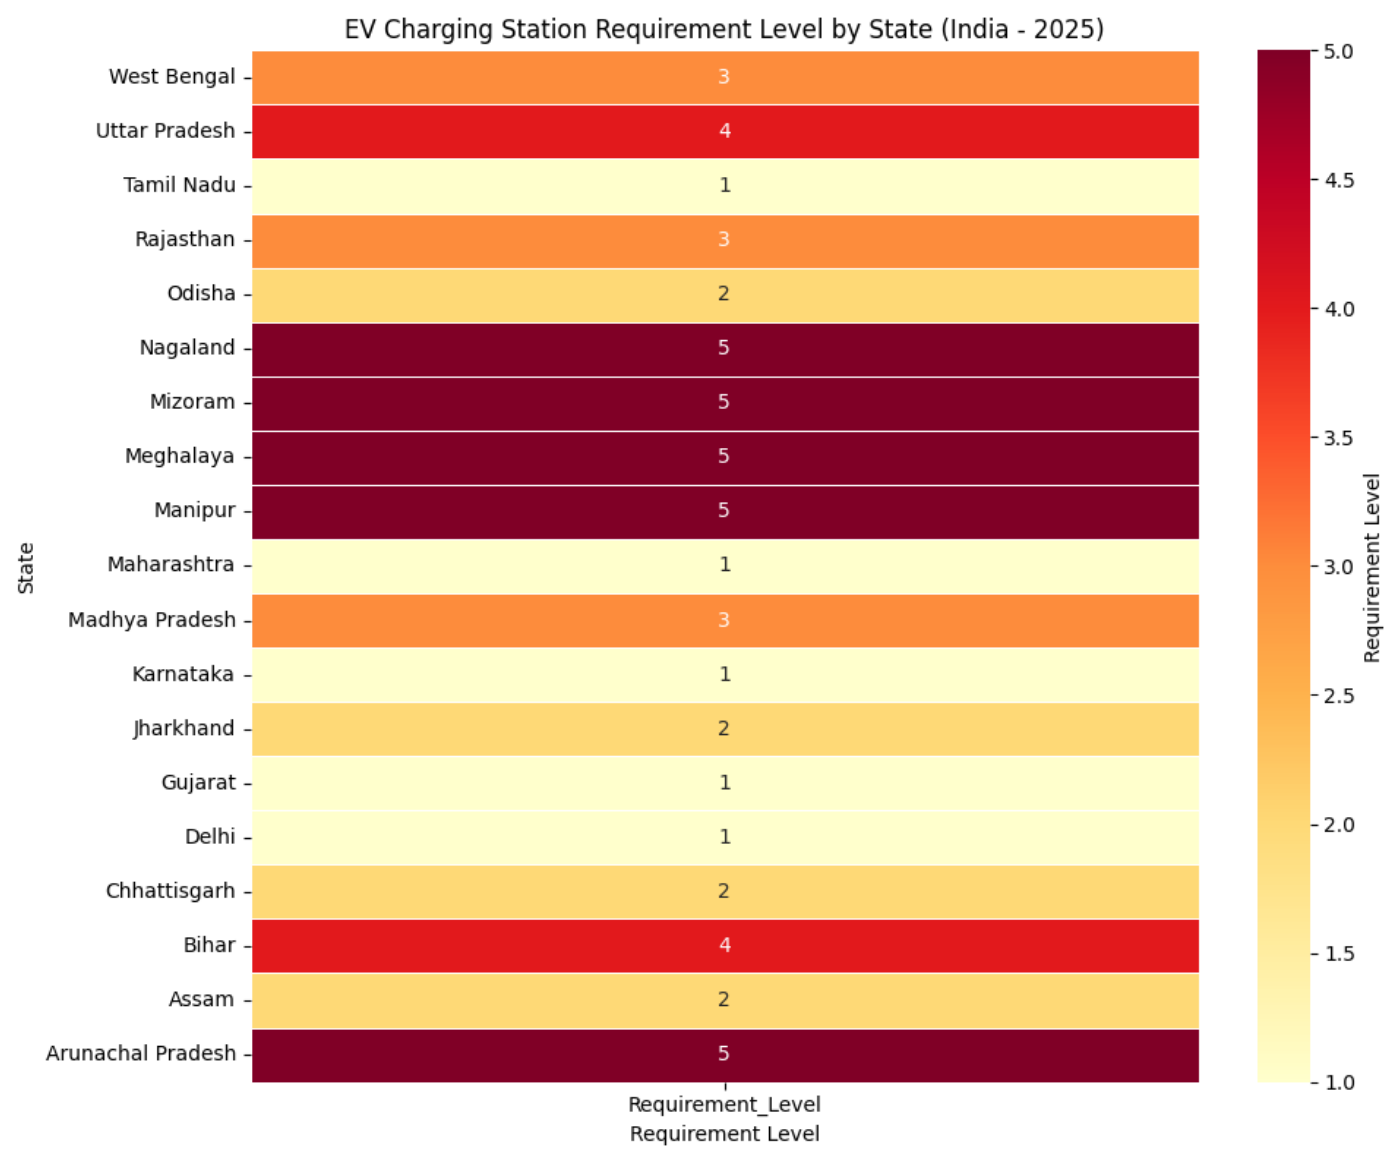 EV Charging Station Requirement Level by State (India - 2025)
West Bengal 3
Uttar Pradesh 4
Tamil Nadu 1
Rajasthan 3
Odisha 2
Nagaland 5
Mizoram 5
Meghalaya 5
Manipur 5
Maharashtra 1
Madhya Pradesh 3
Karnataka 1
Jharkhand 2
Gujarat 1
Delhi 1
Chhattisgarh 2
Bihar 4
Assam 2
Arunachal Pradesh 5
State
Requirement_Level
Requirement Level
5.0
4.5
4.0
3.5
3.0
2.5
2.0
1.5
1.0
Requirement Level